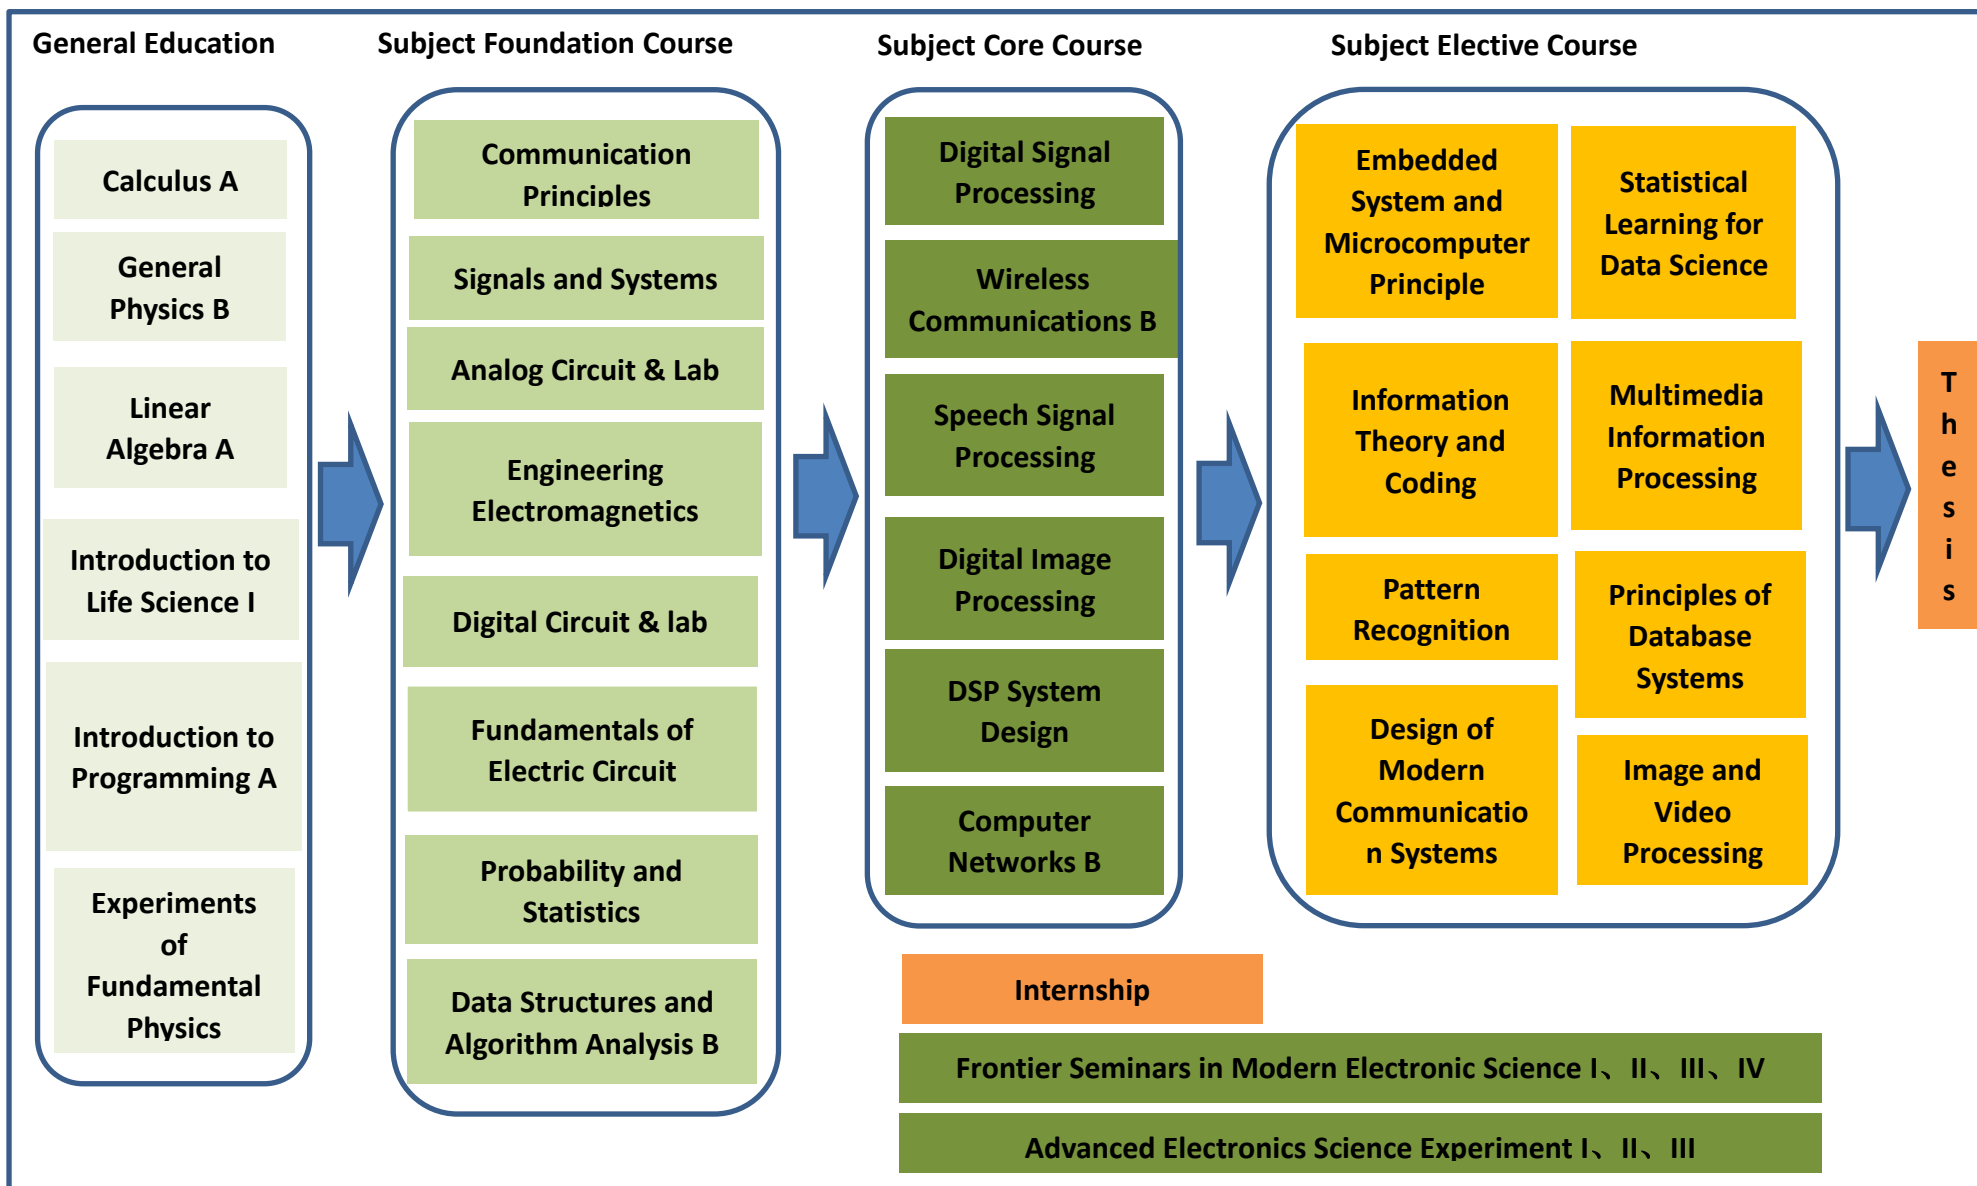 General Education
Calculus A
General
Physics B
Linear
Algebra A
Introduction to
Life Science I
Introduction to
Programming A
Experiments
of
Fundamental
Physics
Subject Foundation Course
Communication
Principles
Signals and Systems
Analog Circuit & Lab
Engineering
Electromagnetics
Digital Circuit & lab
Fundamentals of
Electric Circuit
Probability and
Statistics
Data Structures and
Algorithm Analysis B
Subject Core Course
Digital Signal
Processing
Wireless
Communications B
Speech Signal
Processing
Digital Image
Processing
DSP System
Design
Computer
Networks B
Subject Elective Course
Embedded
System and
Microcomputer
Principle
Statistical
Learning for
Data Science
Information
Theory and
Coding
Multimedia
Information
Processing
Pattern
Recognition
Principles of
Database
Systems
Design of
Modern
Communicatio
n Systems
Image and
Video
Processing
Internship
Frontier Seminars in Modern Electronic Science I、II、III、IV
Advanced Electronics Science Experiment I、II、III
T
h
e
s
i
s